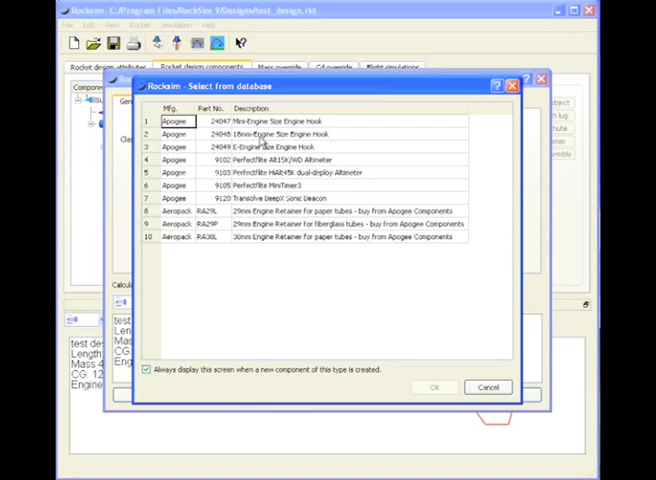 Rocksim - C:/Program Files/RockSim 9/Designs/test_design.rkt
File Edit View Rocket Simulation Help
Rocket design attributes Rocket design components Mass override Cd override Flight simulations
Rocksim - Select from database
Mfg. Part No. Description
1 Apogee 24047 Mini-Engine Size Engine Hook
2 Apogee 24048 18mm-Engine Size Engine Hook
3 Apogee 24049 E-Engine Size Engine Hook
4 Apogee 9102 Perfectflite Alt15K/WD Altimeter
5 Apogee 9103 Perfectflite HiAlt45K dual-deploy Altimeter
6 Apogee 9105 Perfectflite MiniTimer3
7 Apogee 9120 Transolve BeepX Sonic Beacon
8 Aeropack RA29L 29mm Engine Retainer for paper tubes - buy from Apogee Components
9 Aeropack RA29P 29mm Engine Retainer for fiberglass tubes - buy from Apogee Components
10 Aeropack RA38L 38mm Engine Retainer for paper tubes - buy from Apogee Components
Always display this screen when a new component of this type is created.
OK Cancel
test de
Length:
Mass 4
CG: 12
Engine